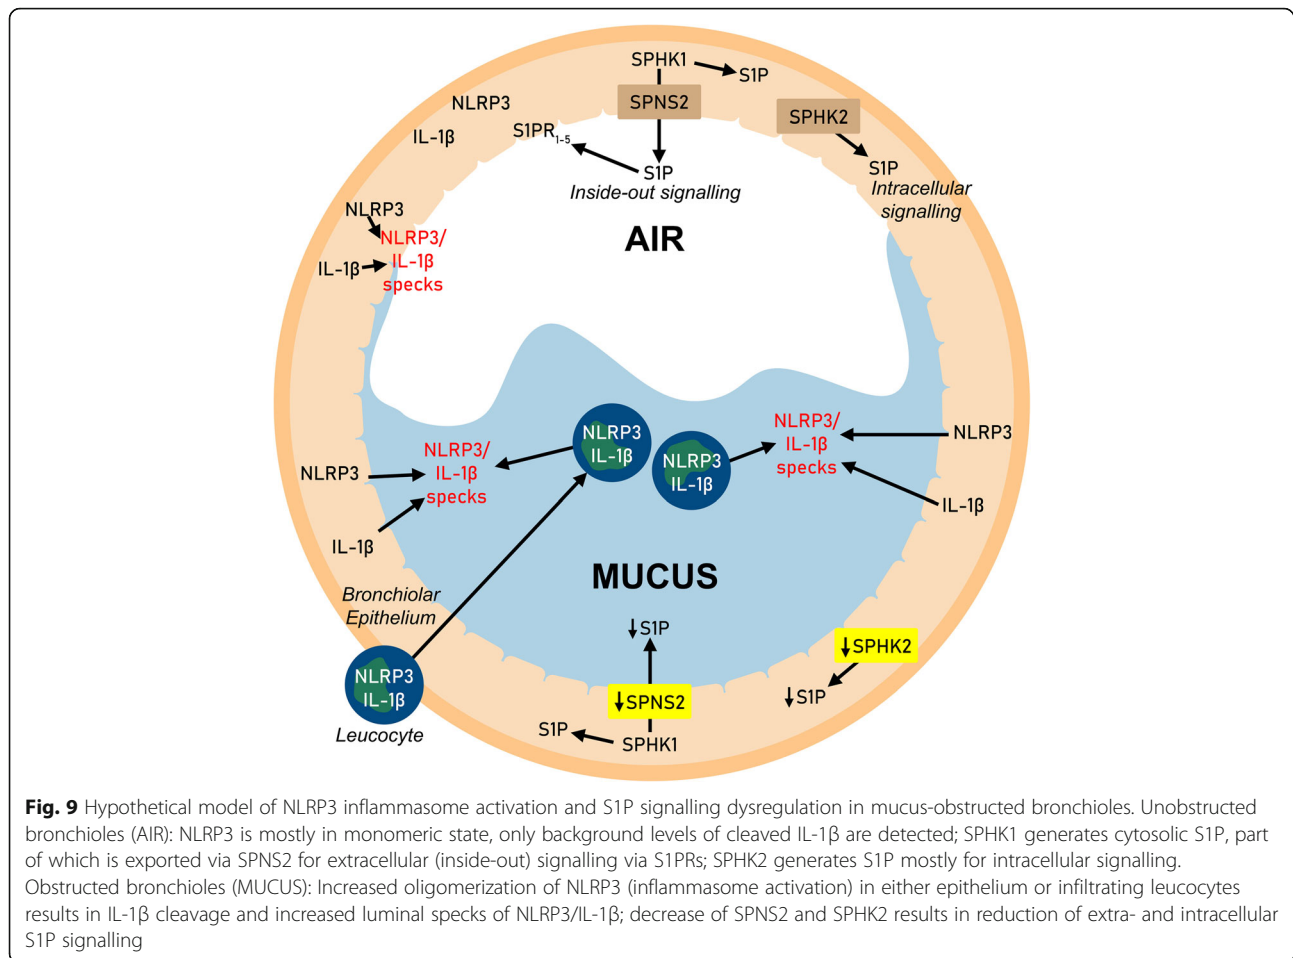 SPHK1
S1P
SPNS2
SPHK2
NLRP3
IL-1β
S1PR1-5
S1P
Inside-out signalling
S1P
Intracellular
signalling
AIR
NLRP3
IL-1β
NLRP3/
IL-1β
specks
NLRP3
IL-1β
NLRP3/
IL-1β
specks
NLRP3
IL-1β
NLRP3
IL-1β
NLRP3/
IL-1β
specks
NLRP3
IL-1β
MUCUS
Bronchiolar
Epithelium
NLRP3
IL-1β
Leucocyte
↓S1P
↓SPNS2
S1P
SPHK1
↓SPHK2
↓S1P
Fig. 9 Hypothetical model of NLRP3 inflammasome activation and S1P signalling dysregulation in mucus-obstructed bronchioles. Unobstructed
bronchioles (AIR): NLRP3 is mostly in monomeric state, only background levels of cleaved IL-1β are detected; SPHK1 generates cytosolic S1P, part
of which is exported via SPNS2 for extracellular (inside-out) signalling via S1PRs; SPHK2 generates S1P mostly for intracellular signalling.
Obstructed bronchioles (MUCUS): Increased oligomerization of NLRP3 (inflammasome activation) in either epithelium or infiltrating leucocytes
results in IL-1β cleavage and increased luminal specks of NLRP3/IL-1β; decrease of SPNS2 and SPHK2 results in reduction of extra- and intracellular
S1P signalling